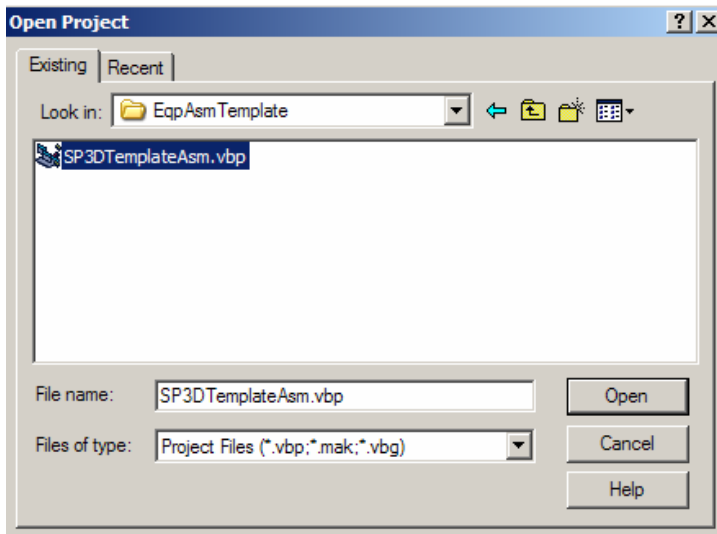 Open Project
Existing Recent
Look in: EqpAsmTemplate
SP3DTemplateAsm.vbp
File name: SP3DTemplateAsm.vbp Open
Files of type: Project Files (*.vbp;*.mak;*.vbg) Cancel
Help